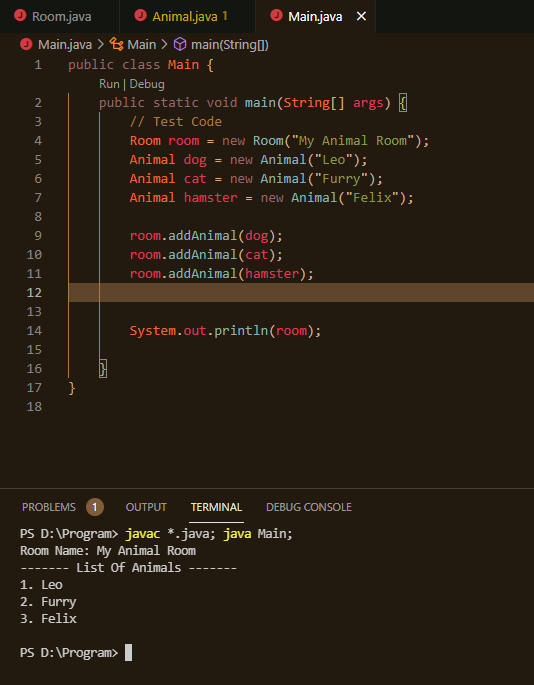 Room.java Animal.java 1 Main.java
Main.java > Main > main(String[])
1 public class Main {
Run | Debug
2 public static void main(String[] args) {
3 // Test Code
4 Room room = new Room("My Animal Room");
5 Animal dog = new Animal("Leo");
6 Animal cat = new Animal("Furry");
7 Animal hamster = new Animal("Felix");
8
9 room.addAnimal(dog);
10 room.addAnimal(cat);
11 room.addAnimal(hamster);
12
13
14 System.out.println(room);
15
16 }
17 }
18
PROBLEMS 1 OUTPUT TERMINAL DEBUG CONSOLE
PS D:\Program> javac *.java; java Main;
Room Name: My Animal Room
------- List Of Animals -------
1. Leo
2. Furry
3. Felix
PS D:\Program>